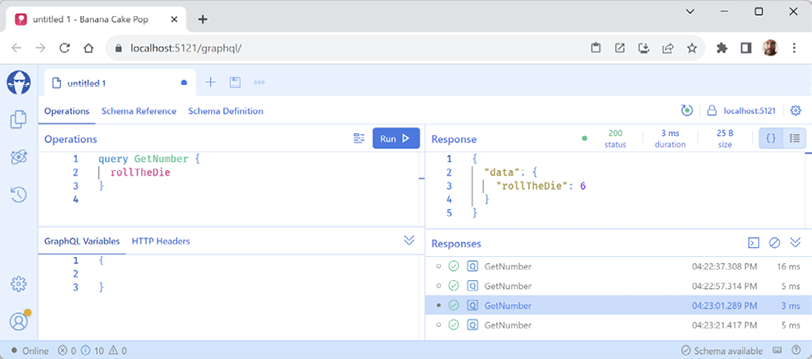 untitled 1 - Banana Cake Pop
localhost:5121/graphql/
untitled 1
Operations Schema Reference Schema Definition
localhost:5121
Operations
Run
1 query GetNumber {
2 rollTheDie
3 }
4
Response
200 status
3 ms duration
25 B size
1 {
2 "data": {
3 "rollTheDie": 6
4 }
5 }
GraphQL Variables HTTP Headers
1 {
2
3 }
Responses
GetNumber 04:22:37.308 PM 16 ms
GetNumber 04:22:57.314 PM 5 ms
GetNumber 04:23:01.289 PM 3 ms
GetNumber 04:23:21.417 PM 5 ms
Online 0 10 0
Schema available